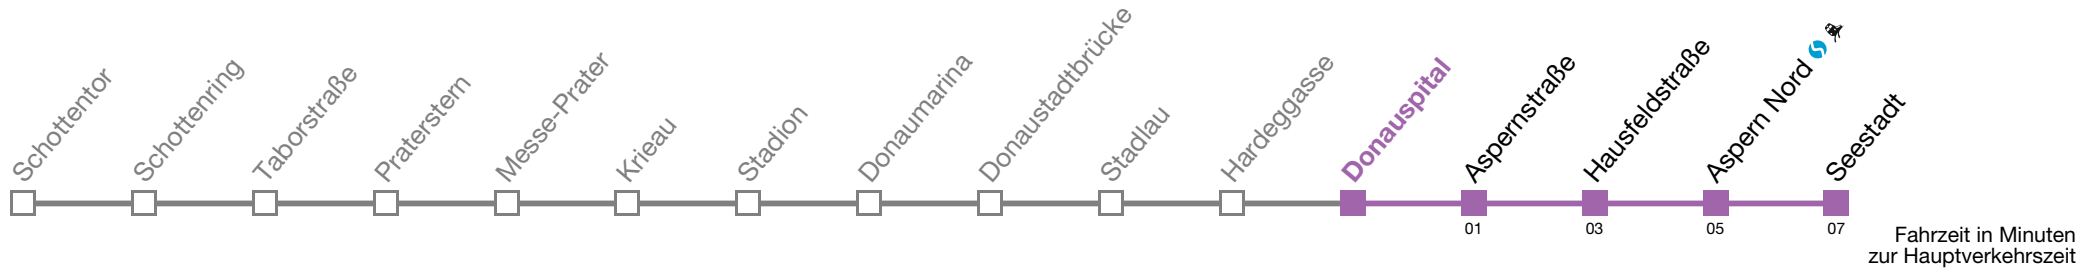 Schottentor
Schottenring
Taborstraße
Praterstern
Messe-Prater
Krieau
Stadion
Donaumarina
Donaustadtbrücke
Stadlau
Hardeggasse
Donauspital
Aspernstraße
Hausfeldstraße
Aspern Nord
Seestadt
01
03
05
07
Fahrzeit in Minuten
zur Hauptverkehrszeit